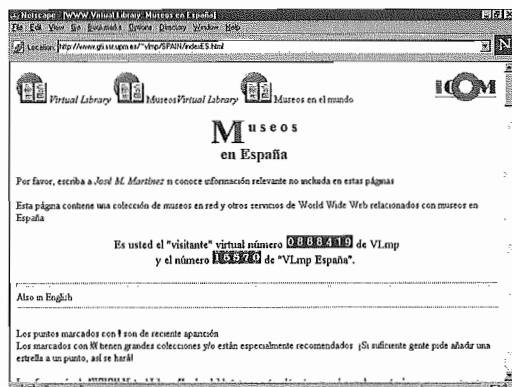 Netscape - [WWW Virtual Library: Museos en España]
File Edit View Go Bookmarks Options Directory Window Help
Location: http://www.gti.ssr.upm.es/~vlmp/SPAIN/indexES.html
N
Virtual Library Museos Virtual Library Museos en el mundo
ICOM
Museos
en España
Por favor, escriba a José M. Martínez si conoce información relevante no incluida en estas páginas
Esta página contiene una colección de museos en red y otros servicios de World Wide Web relacionados con museos en
España
Es usted el "visitante" virtual número 0888419 de VLmp
y el número 16570 de "VLmp España".
Also in English
Los puntos marcados con son de reciente aparición
Los marcados con tienen grandes colecciones y/o están especialmente recomendados ¡Si suficiente gente pide añadir una
estrella a un punto, así se hará!